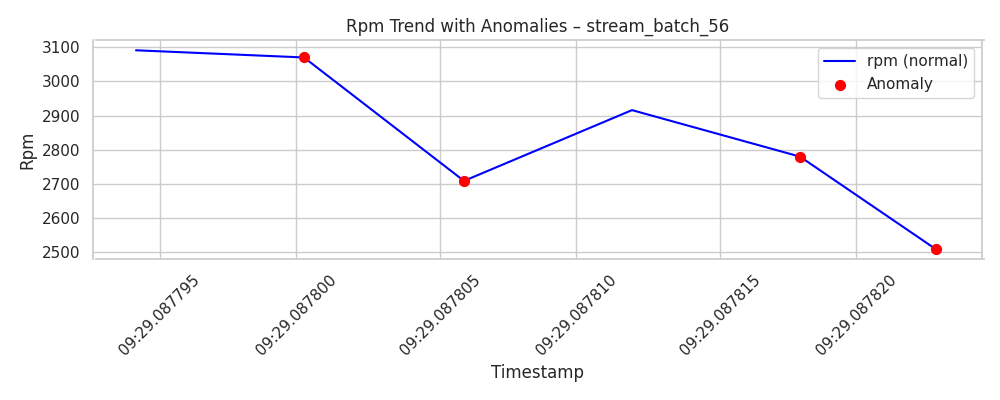 Rpm Trend with Anomalies – stream_batch_56
3100
3000
2900
2800
2700
2600
2500
Rpm
rpm (normal)
Anomaly
09:29.087795
09:29.087800
09:29.087805
09:29.087810
09:29.087815
09:29.087820
Timestamp